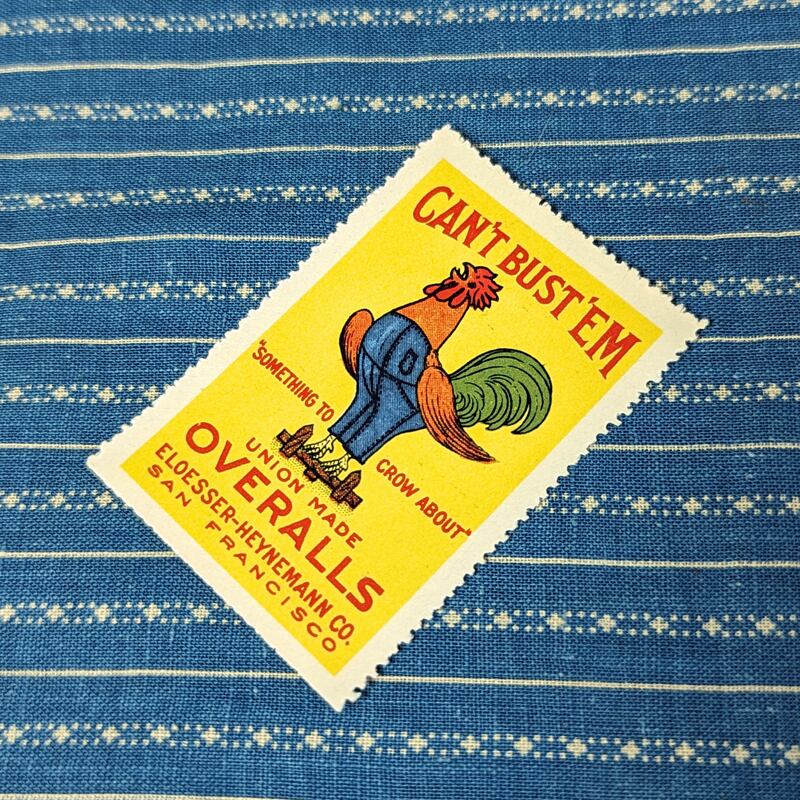 CAN'T BUST 'EM
"SOMETHING TO
CROW ABOUT"
UNION MADE
OVERALLS
ELOESSER-HEYNEMANN CO.
SAN FRANCISCO